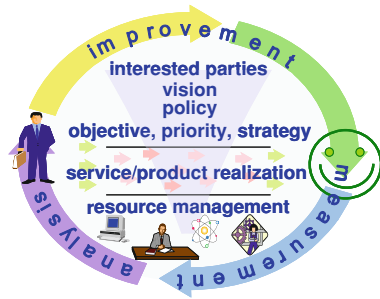 improvement
interested parties
vision
policy
objective, priority, strategy
service/product realization
resource management
measurement
analysis